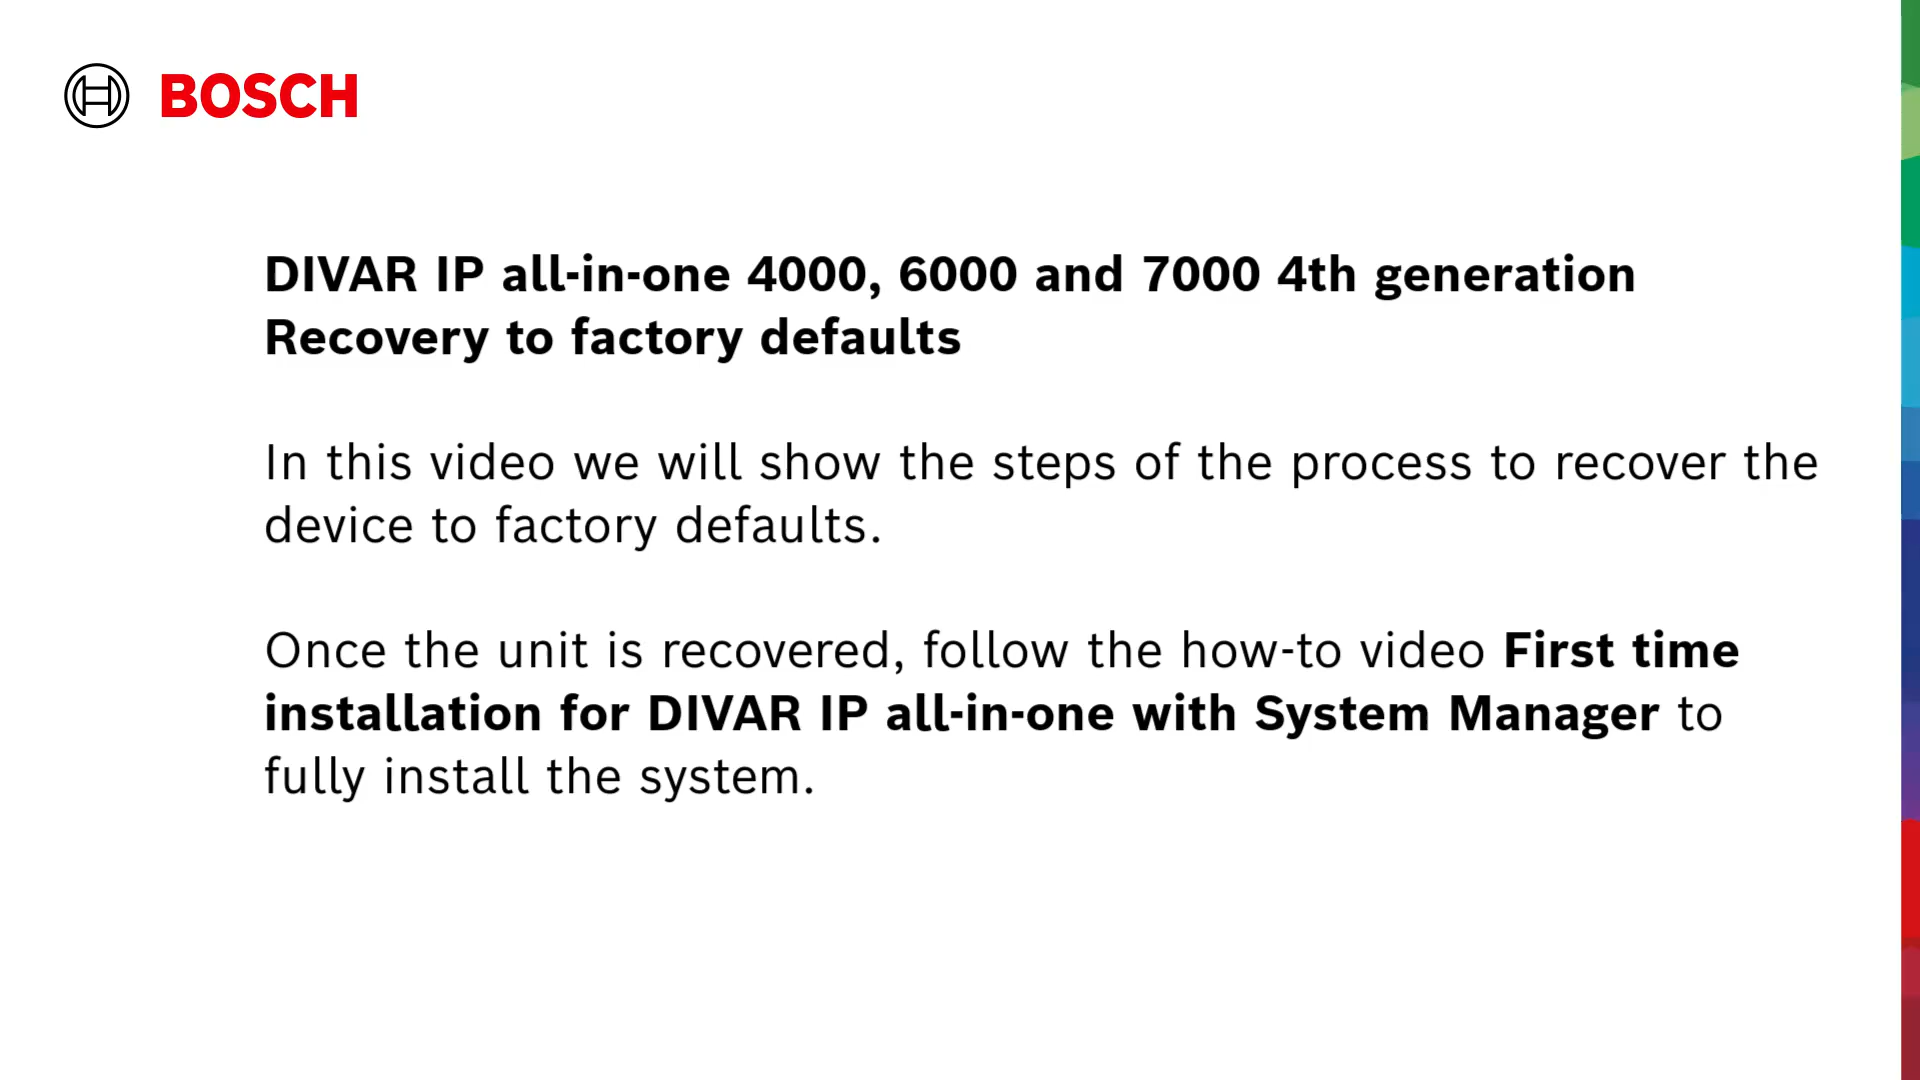 BOSCH
DIVAR IP all-in-one 4000, 6000 and 7000 4th generation
Recovery to factory defaults
In this video we will show the steps of the process to recover the
device to factory defaults.
Once the unit is recovered, follow the how-to video First time
installation for DIVAR IP all-in-one with System Manager to
fully install the system.